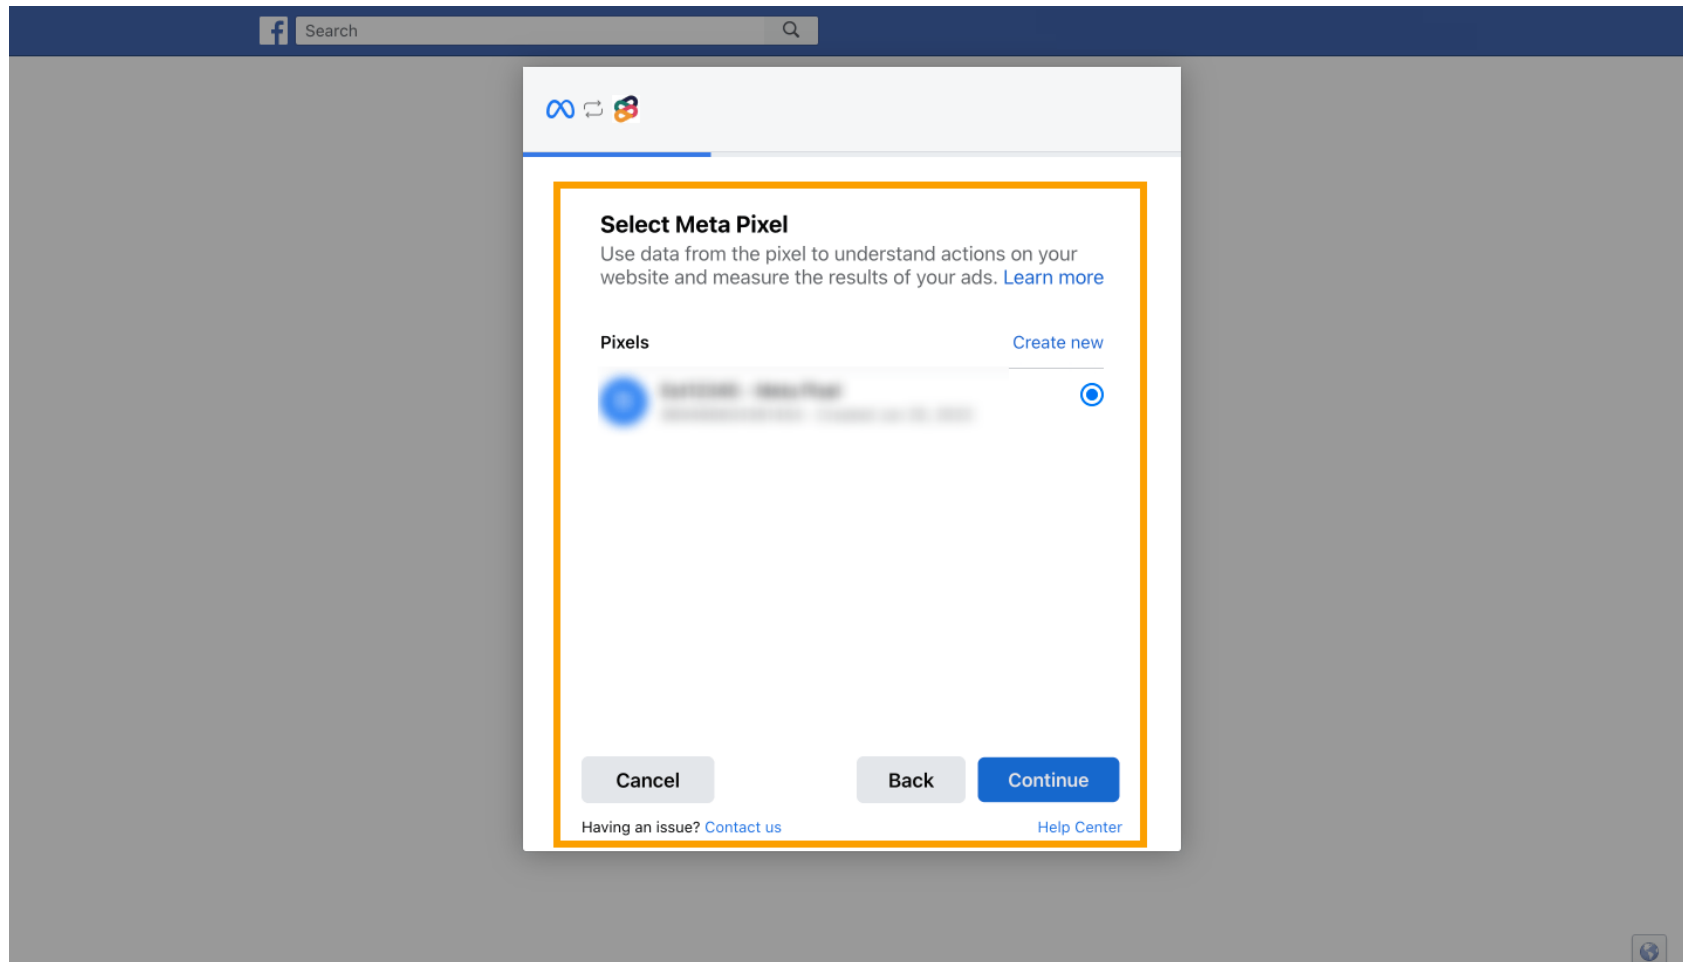 Search
Select Meta Pixel
Use data from the pixel to understand actions on your
website and measure the results of your ads. Learn more
Pixels
Create new
Cancel
Back
Continue
Having an issue? Contact us
Help Center